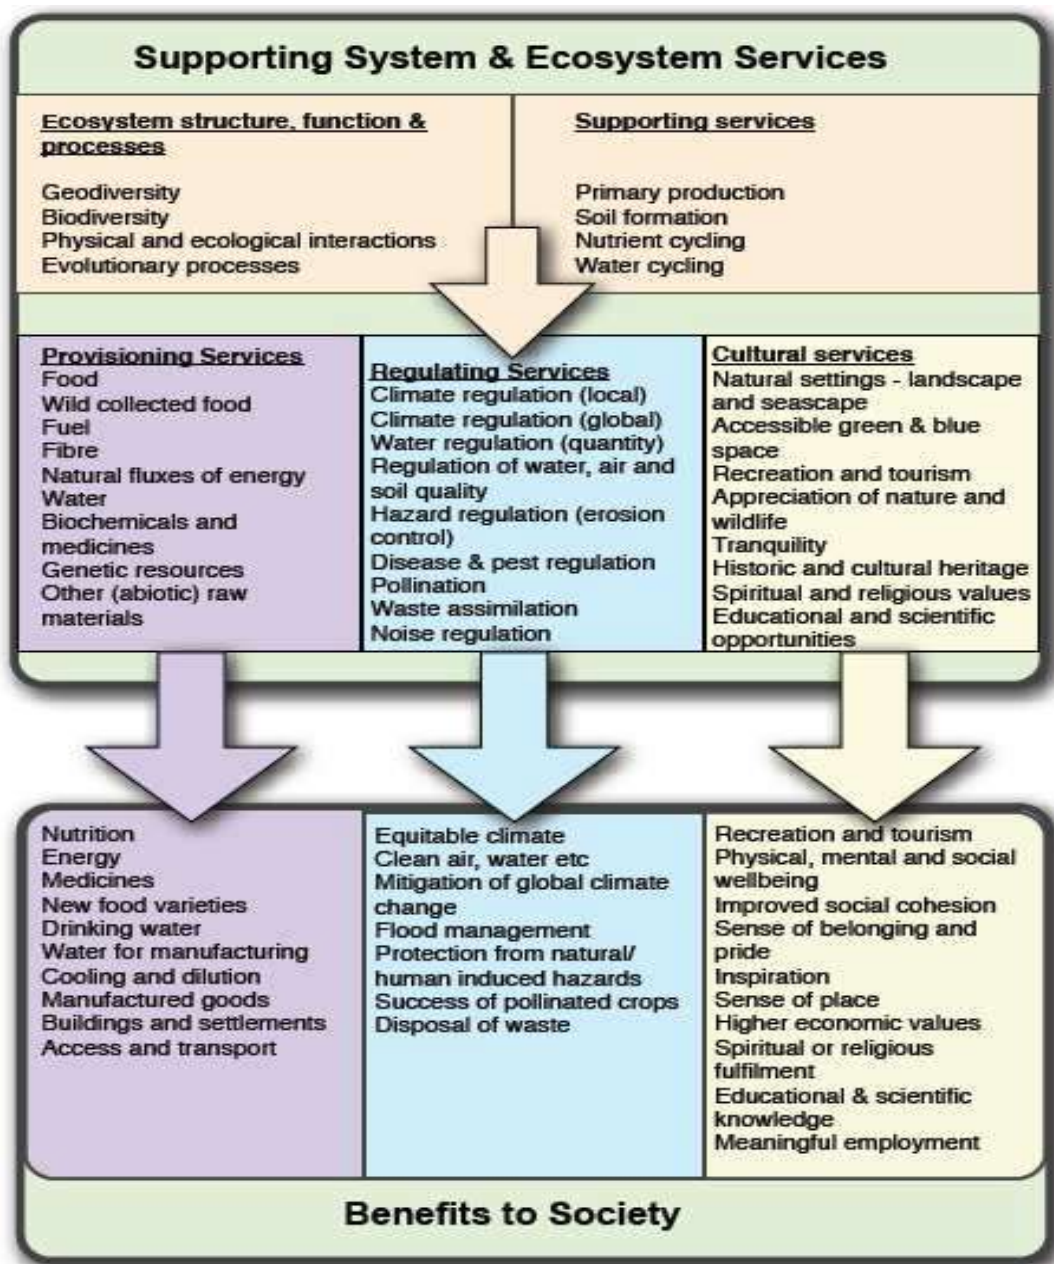 Supporting System & Ecosystem Services
Ecosystem structure, function &
processes
Geodiversity
Biodiversity
Physical and ecological interactions
Evolutionary processes
Supporting services
Primary production
Soil formation
Nutrient cycling
Water cycling
Provisioning Services
Food
Wild collected food
Fuel
Fibre
Natural fluxes of energy
Water
Biochemicals and
medicines
Genetic resources
Other (abiotic) raw
materials
Regulating Services
Climate regulation (local)
Climate regulation (global)
Water regulation (quantity)
Regulation of water, air and
soil quality
Hazard regulation (erosion
control)
Disease & pest regulation
Pollination
Waste assimilation
Noise regulation
Cultural services
Natural settings - landscape
and seascape
Accessible green & blue
space
Recreation and tourism
Appreciation of nature and
wildlife
Tranquility
Historic and cultural heritage
Spiritual and religious values
Educational and scientific
opportunities
Nutrition
Energy
Medicines
New food varieties
Drinking water
Water for manufacturing
Cooling and dilution
Manufactured goods
Buildings and settlements
Access and transport
Equitable climate
Clean air, water etc
Mitigation of global climate
change
Flood management
Protection from natural/
human induced hazards
Success of pollinated crops
Disposal of waste
Recreation and tourism
Physical, mental and social
wellbeing
Improved social cohesion
Sense of belonging and
pride
Inspiration
Sense of place
Higher economic values
Spiritual or religious
fulfilment
Educational & scientific
knowledge
Meaningful employment
Benefits to Society